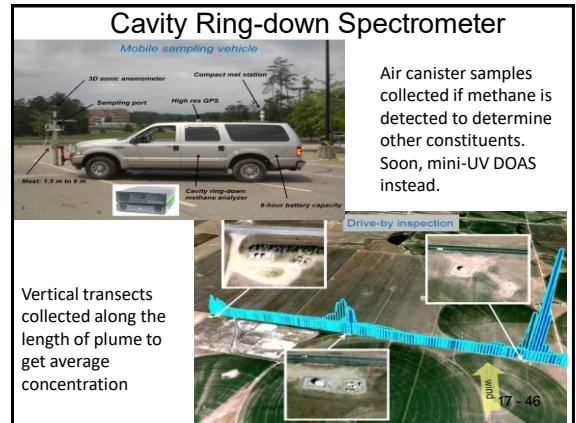 Cavity Ring-down Spectrometer
Mobile sampling vehicle
3D sonic anemometer
Sampling port
High res GPS
Compact met station
Mast: 1.5 m to 6 m
Cavity ring-down
methane analyzer
8-hour battery capacity
Air canister samples
collected if methane is
detected to determine
other constituents.
Soon, mini-UV DOAS
instead.
Drive-by inspection
Vertical transects
collected along the
length of plume to
get average
concentration
wind
17 - 46